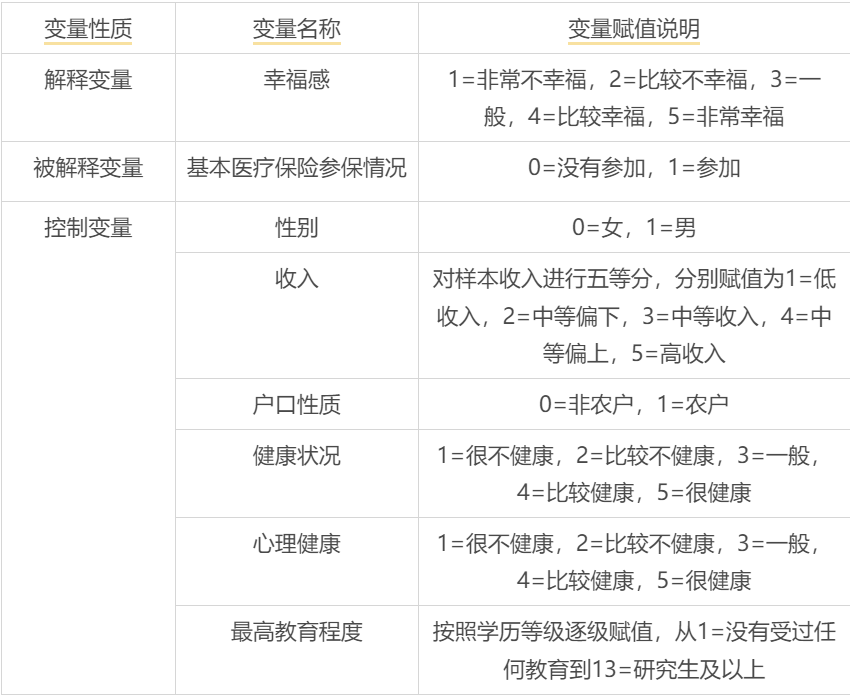 变量性质 变量名称 变量赋值说明
解释变量 幸福感 1=非常不幸福，2=比较不幸福，3=一
般，4=比较幸福，5=非常幸福
被解释变量 基本医疗保险参保情况 0=没有参加，1=参加
控制变量 性别 0=女，1=男
收入 对样本收入进行五等分，分别赋值为1=低
收入，2=中等偏下，3=中等收入，4=中
等偏上，5=高收入
户口性质 0=非农户，1=农户
健康状况 1=很不健康，2=比较不健康，3=一般，
4=比较健康，5=很健康
心理健康 1=很不健康，2=比较不健康，3=一般，
4=比较健康，5=很健康
最高教育程度 按照学历等级逐级赋值，从1=没有受过任
何教育到13=研究生及以上